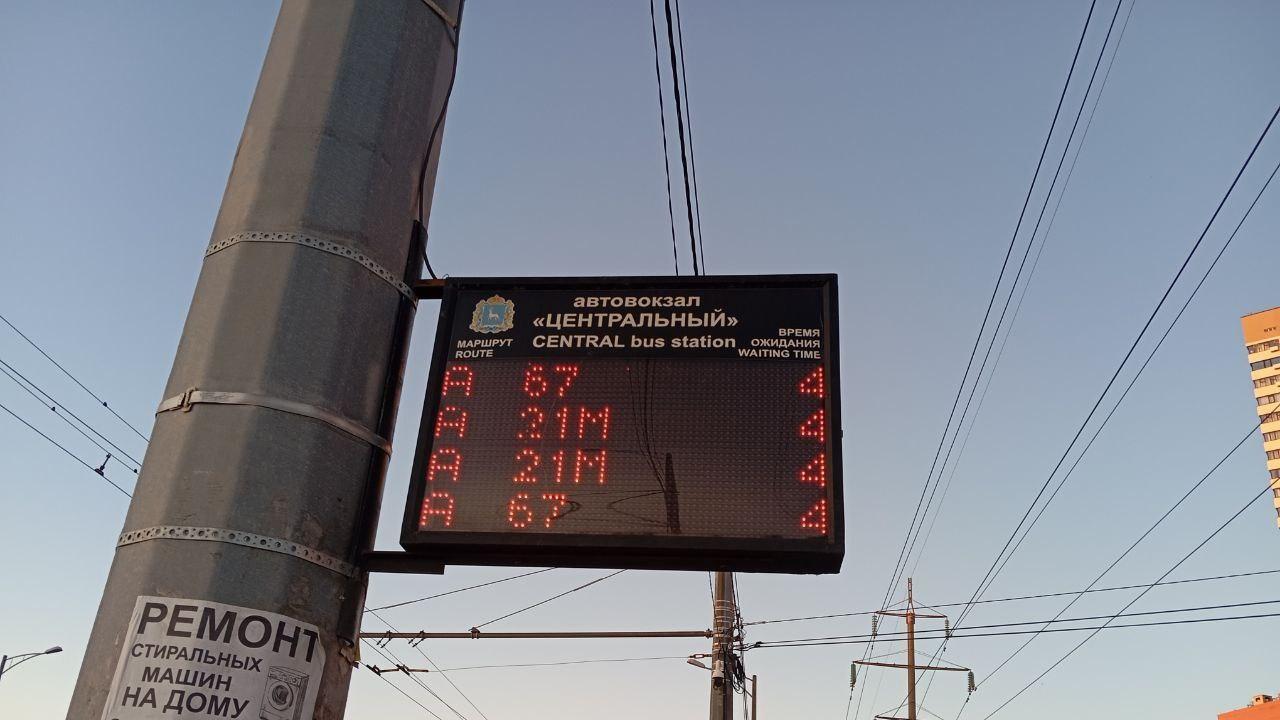 автовокзал
«ЦЕНТРАЛЬНЫЙ»
CENTRAL bus station
МАРШРУТ
ROUTE
ВРЕМЯ
ОЖИДАНИЯ
WAITING TIME
А 67 4
А 21М 4
А 21М 4
А 67 4
РЕМОНТ
СТИРАЛЬНЫХ
МАШИН
НА ДОМУ